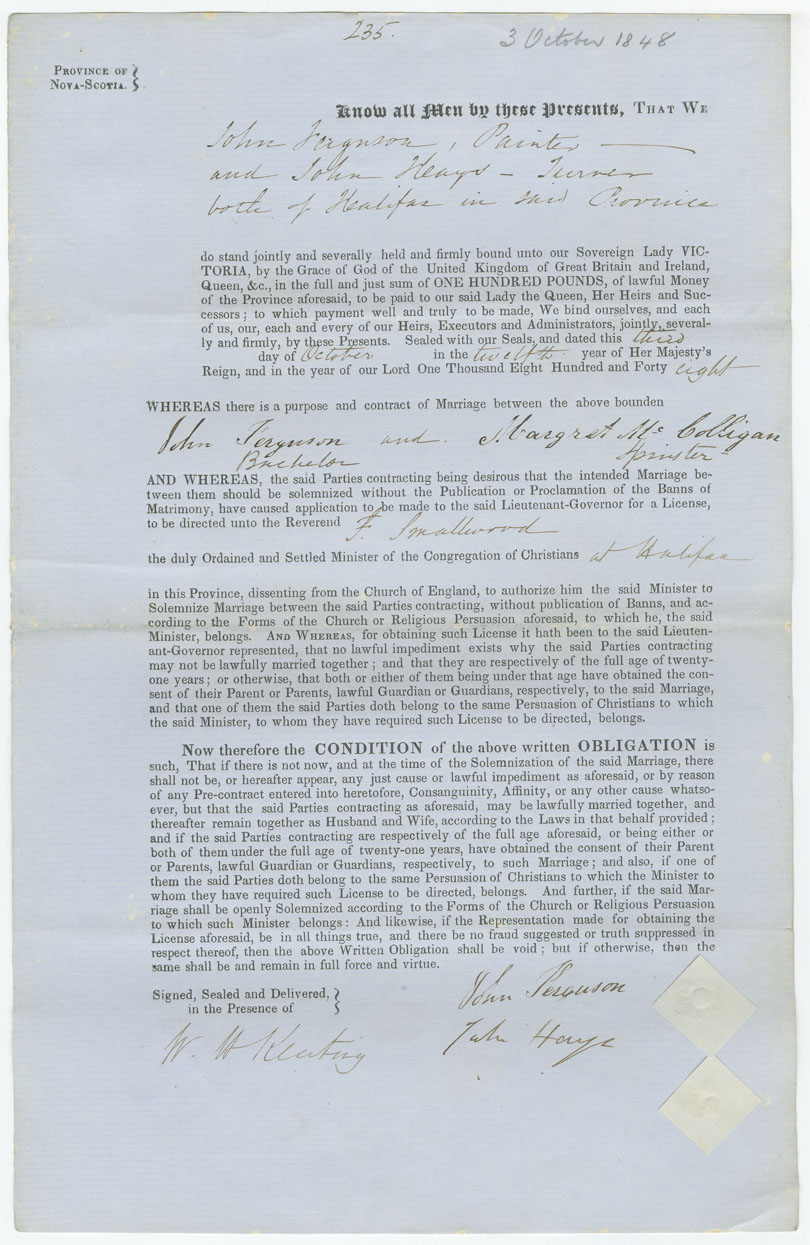 235.
3 October 1848
PROVINCE OF
NOVA-SCOTIA.
Know all Men by these Presents, THAT WE
John Ferguson, Painter
and John Hays - Turner
both of Halifax in said Province
do stand jointly and severally held and firmly bound unto our Sovereign Lady VIC-
TORIA, by the Grace of God of the United Kingdom of Great Britain and Ireland,
Queen, &c., in the full and just sum of ONE HUNDRED POUNDS, of lawful Money
of the Province aforesaid, to be paid to our said Lady the Queen, Her Heirs and Suc-
cessors; to which payment well and truly to be made, We bind ourselves, and each
of us, our, each and every of our Heirs, Executors and Administrators, jointly, several-
ly and firmly, by these Presents. Sealed with our Seals, and dated this third
day of October in the twelfth year of Her Majesty's
Reign, and in the year of our Lord One Thousand Eight Hundred and Forty eight
WHEREAS there is a purpose and contract of Marriage between the above bounden
John Ferguson and Margret Mc Colligan
Bachelor Spinster
AND WHEREAS, the said Parties contracting being desirous that the intended Marriage be-
tween them should be solemnized without the Publication or Proclamation of the Banns of
Matrimony, have caused application to be made to the said Lieutenant-Governor for a License,
to be directed unto the Reverend F. Smallwood
the duly Ordained and Settled Minister of the Congregation of Christians at Halifax
in this Province, dissenting from the Church of England, to authorize him the said Minister to
Solemnize Marriage between the said Parties contracting, without publication of Banns, and ac-
cording to the Forms of the Church or Religious Persuasion aforesaid, to which he, the said
Minister, belongs. AND WHEREAS, for obtaining such License it hath been to the said Lieuten-
ant-Governor represented, that no lawful impediment exists why the said Parties contracting
may not be lawfully married together; and that they are respectively of the full age of twenty-
one years; or otherwise, that both or either of them being under that age have obtained the con-
sent of their Parent or Parents, lawful Guardian or Guardians, respectively, to the said Marriage,
and that one of them the said Parties doth belong to the same Persuasion of Christians to which
the said Minister, to whom they have required such License to be directed, belongs.
Now therefore the CONDITION of the above written OBLIGATION is
such, That if there is not now, and at the time of the Solemnization of the said Marriage, there
shall not be, or hereafter appear, any just cause or lawful impediment as aforesaid, or by reason
of any Pre-contract entered into heretofore, Consanguinity, Affinity, or any other cause whatso-
ever, but that the said Parties contracting as aforesaid, may be lawfully married together, and
thereafter remain together as Husband and Wife, according to the Laws in that behalf provided;
and if the said Parties contracting are respectively of the full age aforesaid, or being either or
both of them under the full age of twenty-one years, have obtained the consent of their Parent
or Parents, lawful Guardian or Guardians, respectively, to such Marriage; and also, if one of
them the said Parties doth belong to the same Persuasion of Christians to which the Minister to
whom they have required such License to be directed, belongs. And further, if the said Mar-
riage shall be openly Solemnized according to the Forms of the Church or Religious Persuasion
to which such Minister belongs: And likewise, if the Representation made for obtaining the
License aforesaid, be in all things true, and there be no fraud suggested or truth suppressed in
respect thereof, then the above Written Obligation shall be void; but if otherwise, then the
same shall be and remain in full force and virtue.
Signed, Sealed and Delivered,
in the Presence of
John Ferguson
W. H Keating
John Hays